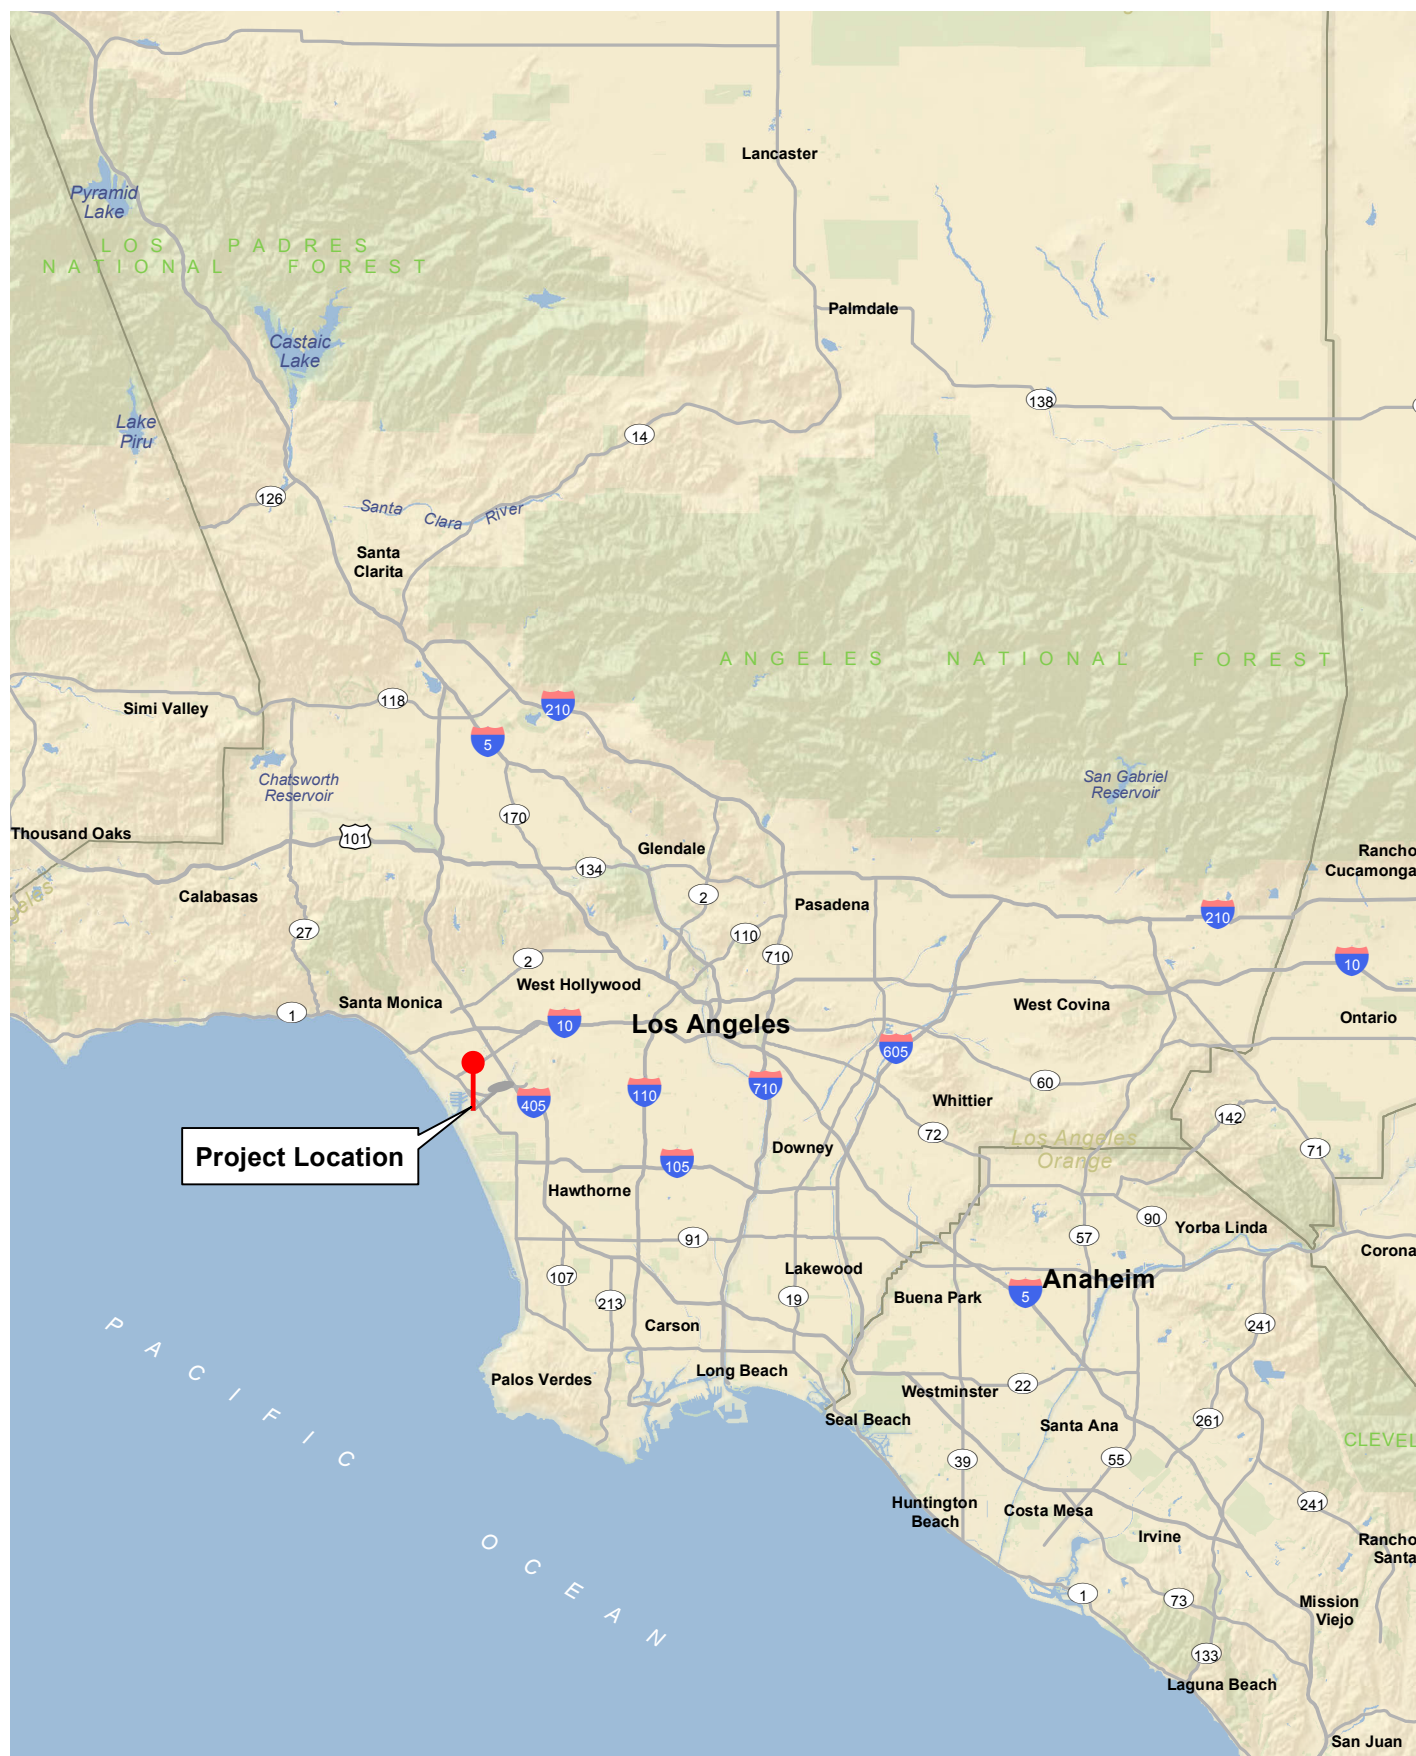 Lancaster
Pyramid
Lake
LOS PADRES
NATIONAL FOREST
Palmdale
Castaic
Lake
138
Lake
Piru
14
126
Santa Clara River
Santa
Clarita
ANGELES NATIONAL FOREST
118
210
Simi Valley
5
Chatsworth
Reservoir
San Gabriel
Reservoir
170
Thousand Oaks
101
Glendale
134
Rancho
Cucamonga
Calabasas
2
Pasadena
210
27
110
710
2
10
West Hollywood
Santa Monica
1
West Covina
10
Los Angeles
Ontario
605
60
110
710
405
Whittier
142
72
Los Angeles
Orange
Downey
71
Project Location
105
Hawthorne
90
Yorba Linda
91
57
Corona
Lakewood
107
Anaheim
5
Buena Park
19
213
Carson
241
PACIFIC
Long Beach
Palos Verdes
22
Westminster
Seal Beach
Santa Ana
261
CLEVEL
55
39
Huntington
Beach
Costa Mesa
241
Irvine
Rancho
Santa
OCEAN
1
73
Mission
Viejo
133
Laguna Beach
San Juan